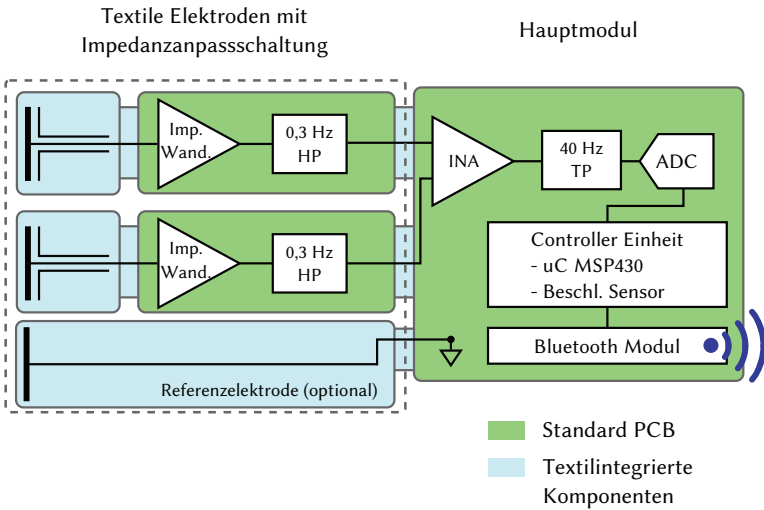 Textile Elektroden mit
Impedanzanpassschaltung
Hauptmodul
Imp.
Wand.
0,3 Hz
HP
INA
40 Hz
TP
ADC
Imp.
Wand.
0,3 Hz
HP
Controller Einheit
- uC MSP430
- Beschl. Sensor
Bluetooth Modul
Referenzelektrode (optional)
Standard PCB
Textilintegrierte
Komponenten